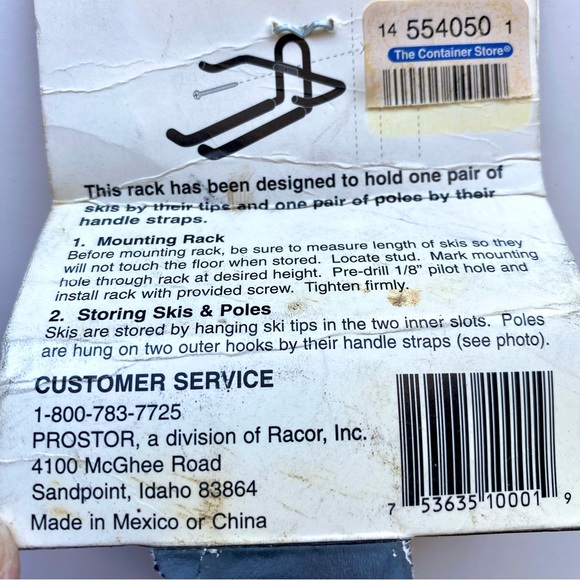 14 554050 1
The Container Store®
This rack has been designed to hold one pair of
skis by their tips and one pair of poles by their
handle straps.
1. Mounting Rack
Before mounting rack, be sure to measure length of skis so they
will not touch the floor when stored. Locate stud. Mark mounting
hole through rack at desired height. Pre-drill 1/8" pilot hole and
install rack with provided screw. Tighten firmly.
2. Storing Skis & Poles
Skis are stored by hanging ski tips in the two inner slots. Poles
are hung on two outer hooks by their handle straps (see photo).
CUSTOMER SERVICE
1-800-783-7725
PROSTOR, a division of Racor, Inc.
4100 McGhee Road
Sandpoint, Idaho 83864
Made in Mexico or China
7 53635 10001 9